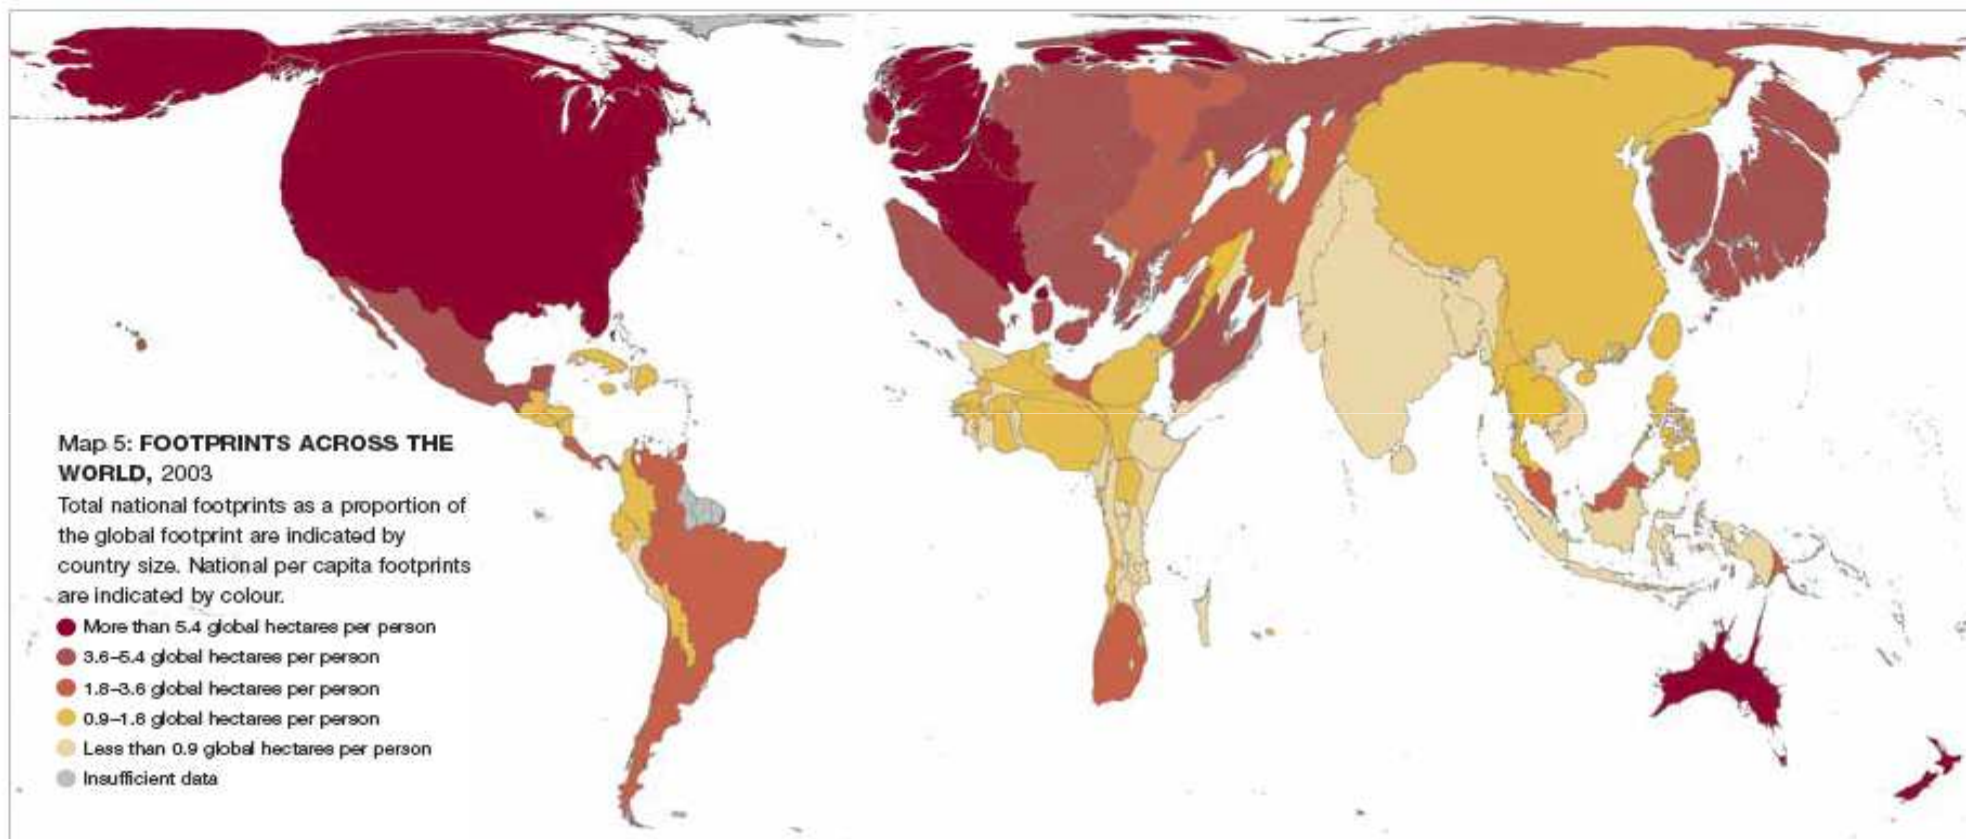 Map 5: FOOTPRINTS ACROSS THE
WORLD, 2003
Total national footprints as a proportion of
the global footprint are indicated by
country size. National per capita footprints
are indicated by colour.
More than 5.4 global hectares per person
3.6–5.4 global hectares per person
1.8–3.6 global hectares per person
0.9–1.8 global hectares per person
Less than 0.9 global hectares per person
Insufficient data